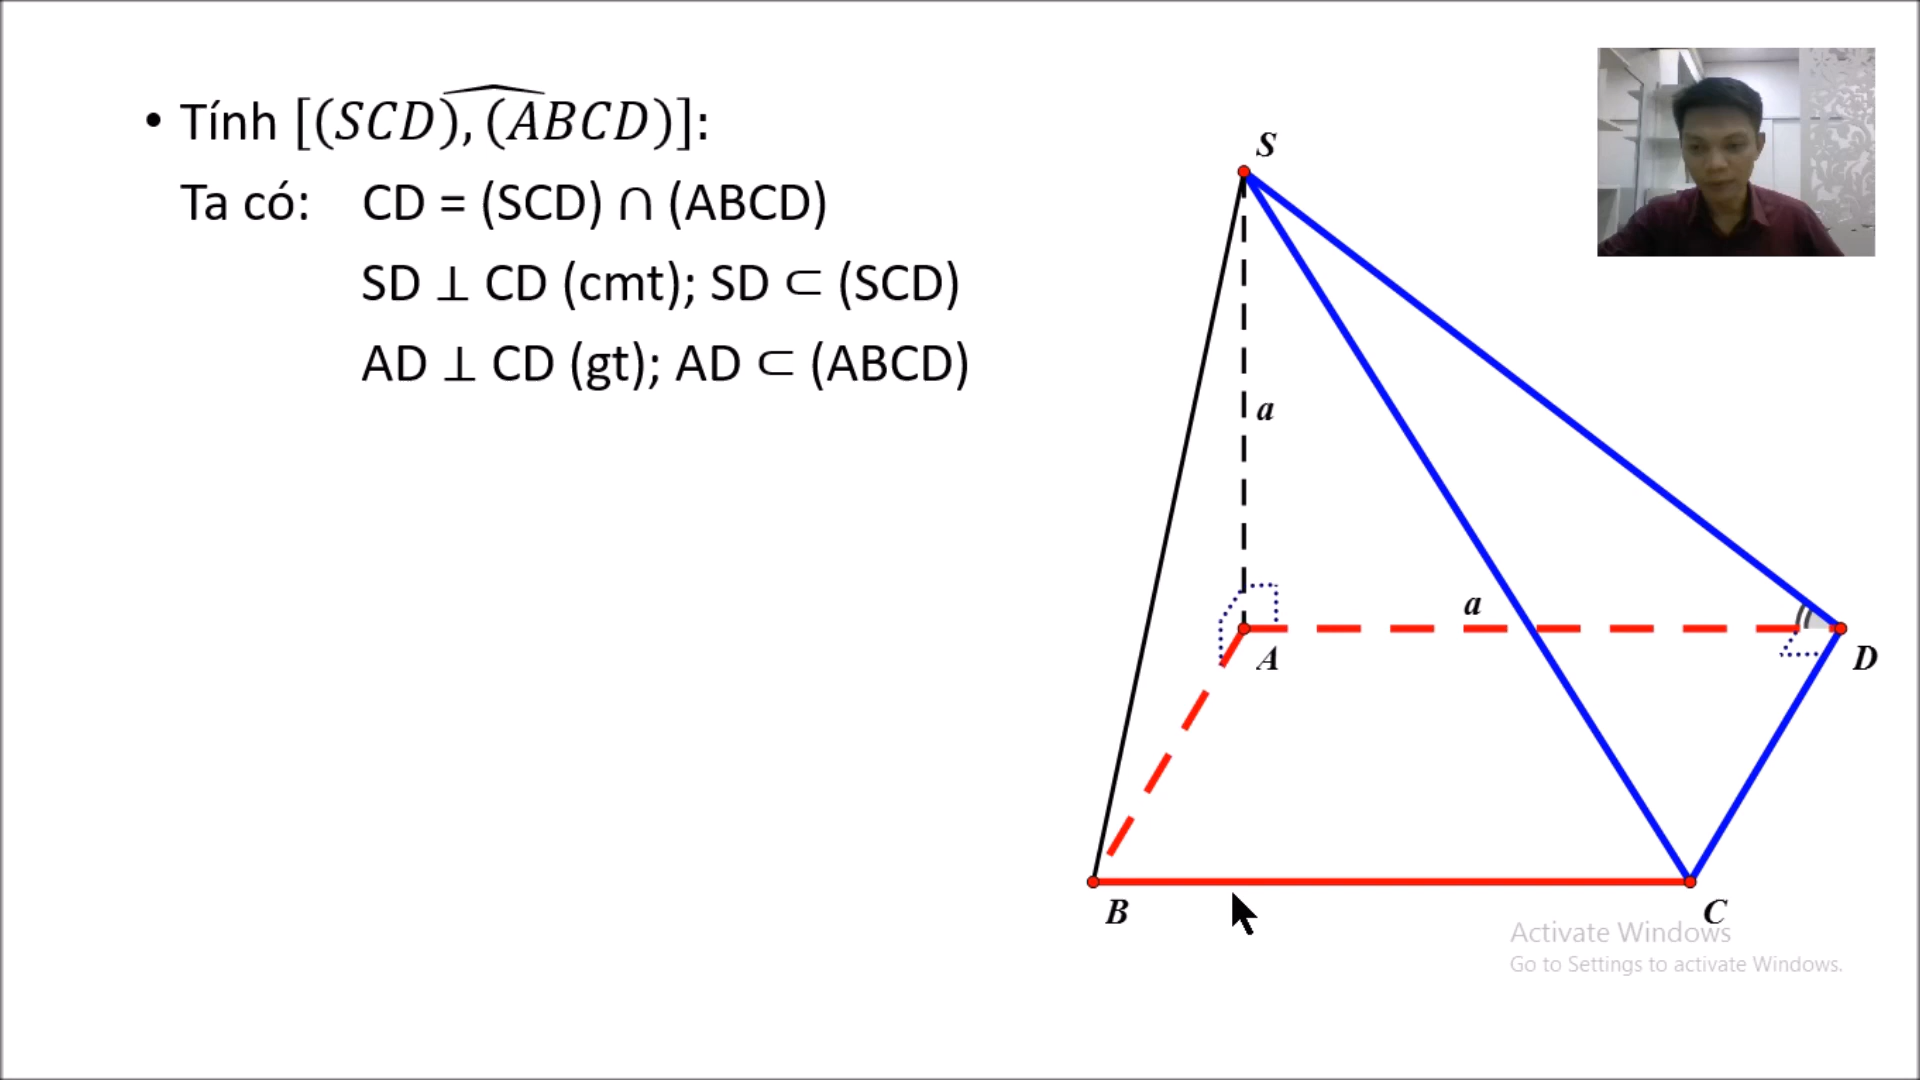 • Tính [(SCD), (ABCD)]:
Ta có: CD = (SCD) ∩ (ABCD)
SD ⊥ CD (cmt); SD ⊂ (SCD)
AD ⊥ CD (gt); AD ⊂ (ABCD)
S
a
a
A
D
B
C
Activate Windows
Go to Settings to activate Windows.